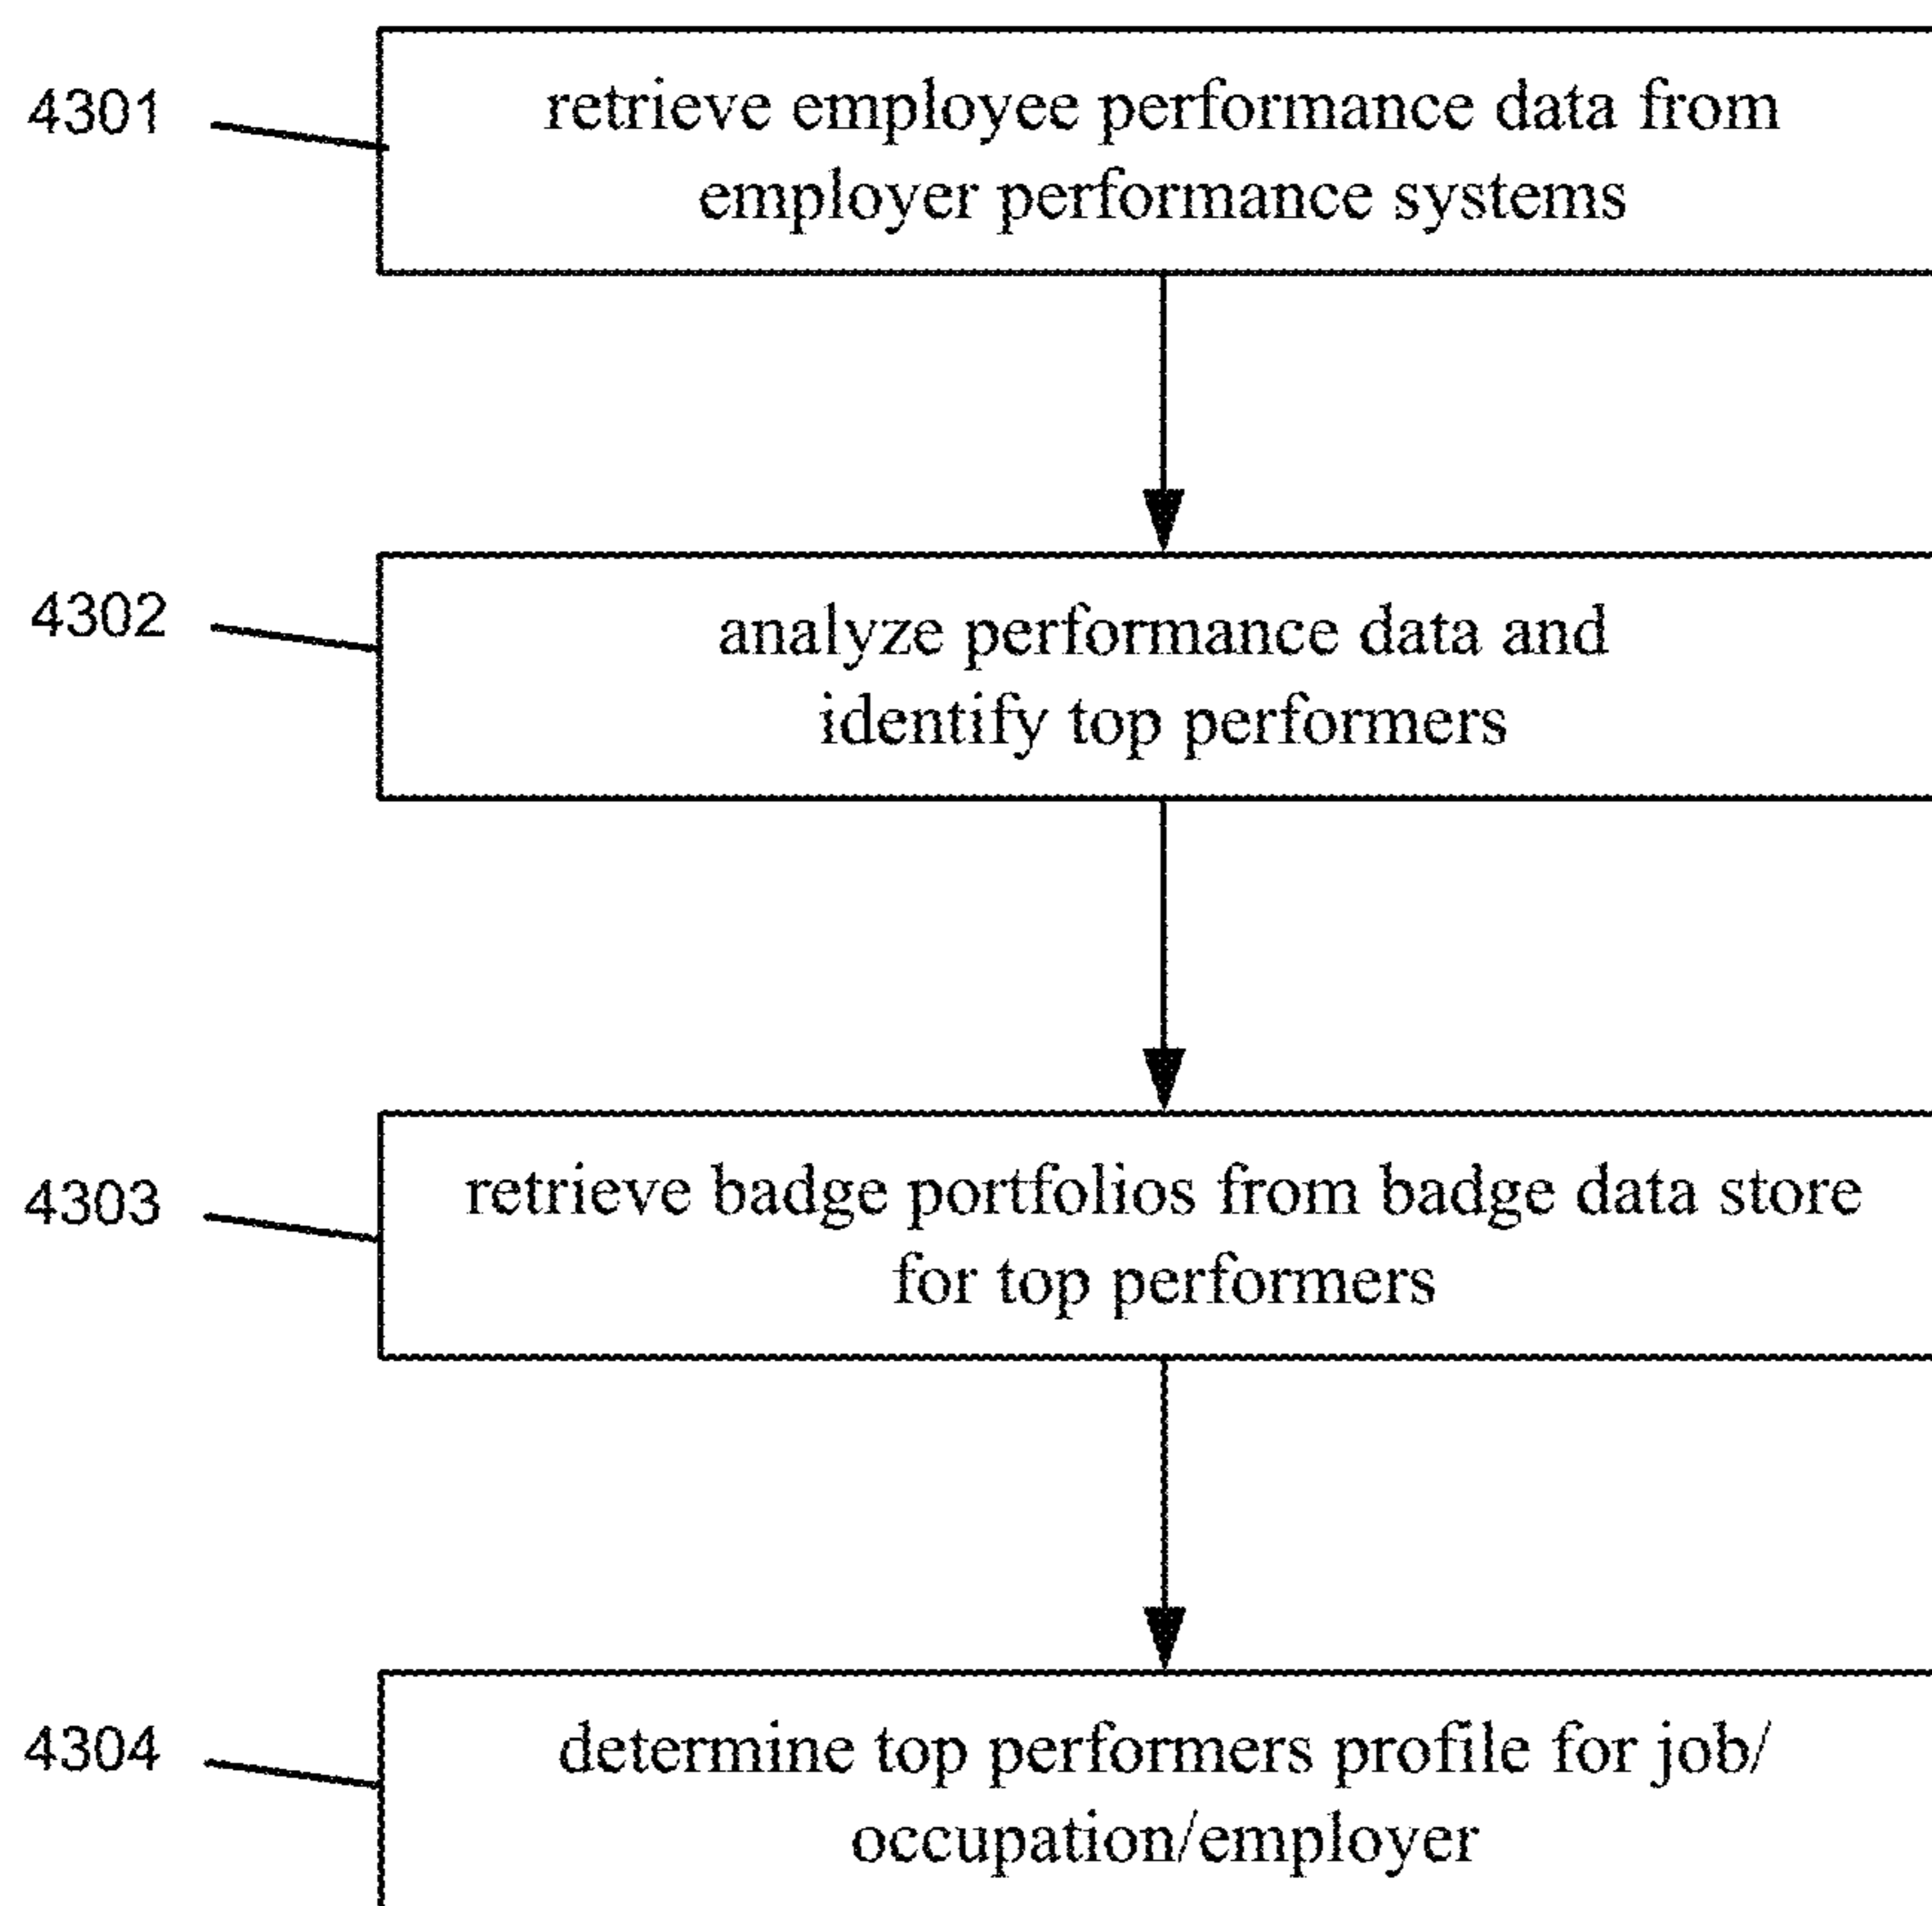 4301
retrieve employee performance data from
employer performance systems
4302
analyze performance data and
identify top performers
4303
retrieve badge portfolios from badge data store
for top performers
4304
determine top performers profile for job/
occupation/employer